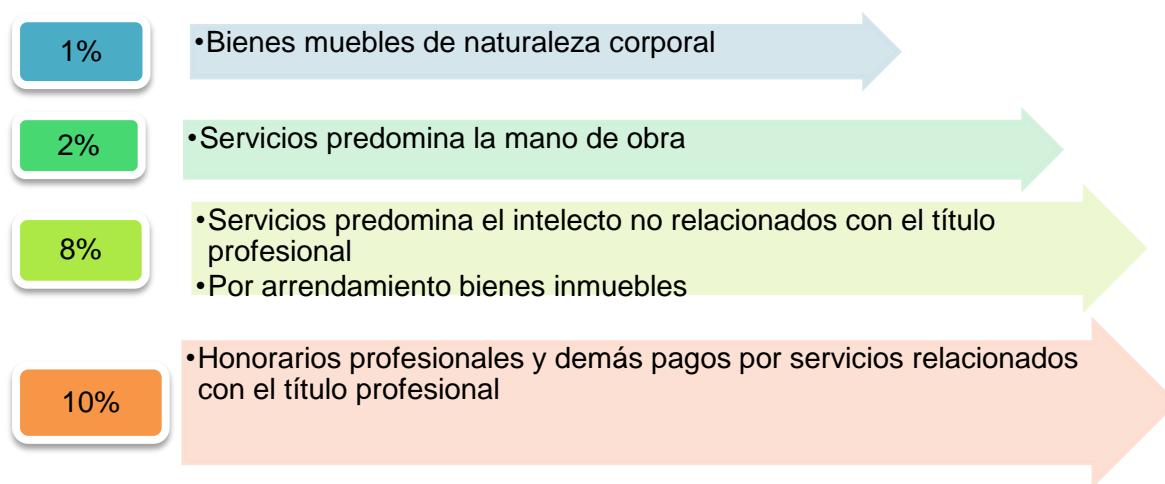 1%
•Bienes muebles de naturaleza corporal
2%
•Servicios predomina la mano de obra
8%
•Servicios predomina el intelecto no relacionados con el título
profesional
•Por arrendamiento bienes inmuebles
10%
•Honorarios profesionales y demás pagos por servicios relacionados
con el título profesional